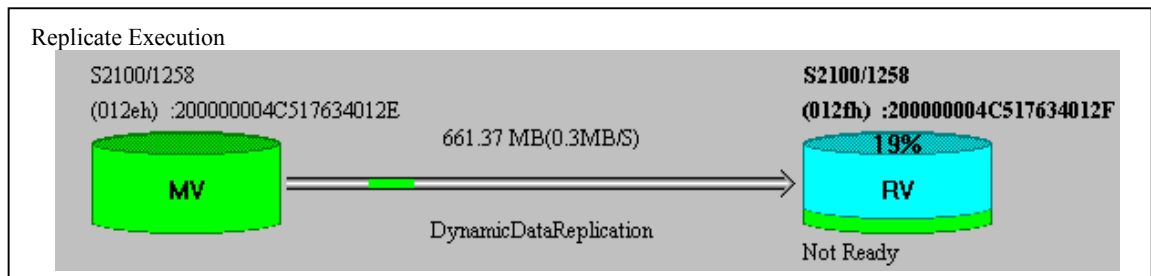 Replicate Execution
S2100/1258
(012eh) :200000004C517634012E
MV
661.37 MB(0.3MB/S)
DynamicDataReplication
S2100/1258
(012fh) :200000004C517634012F
19%
RV
Not Ready